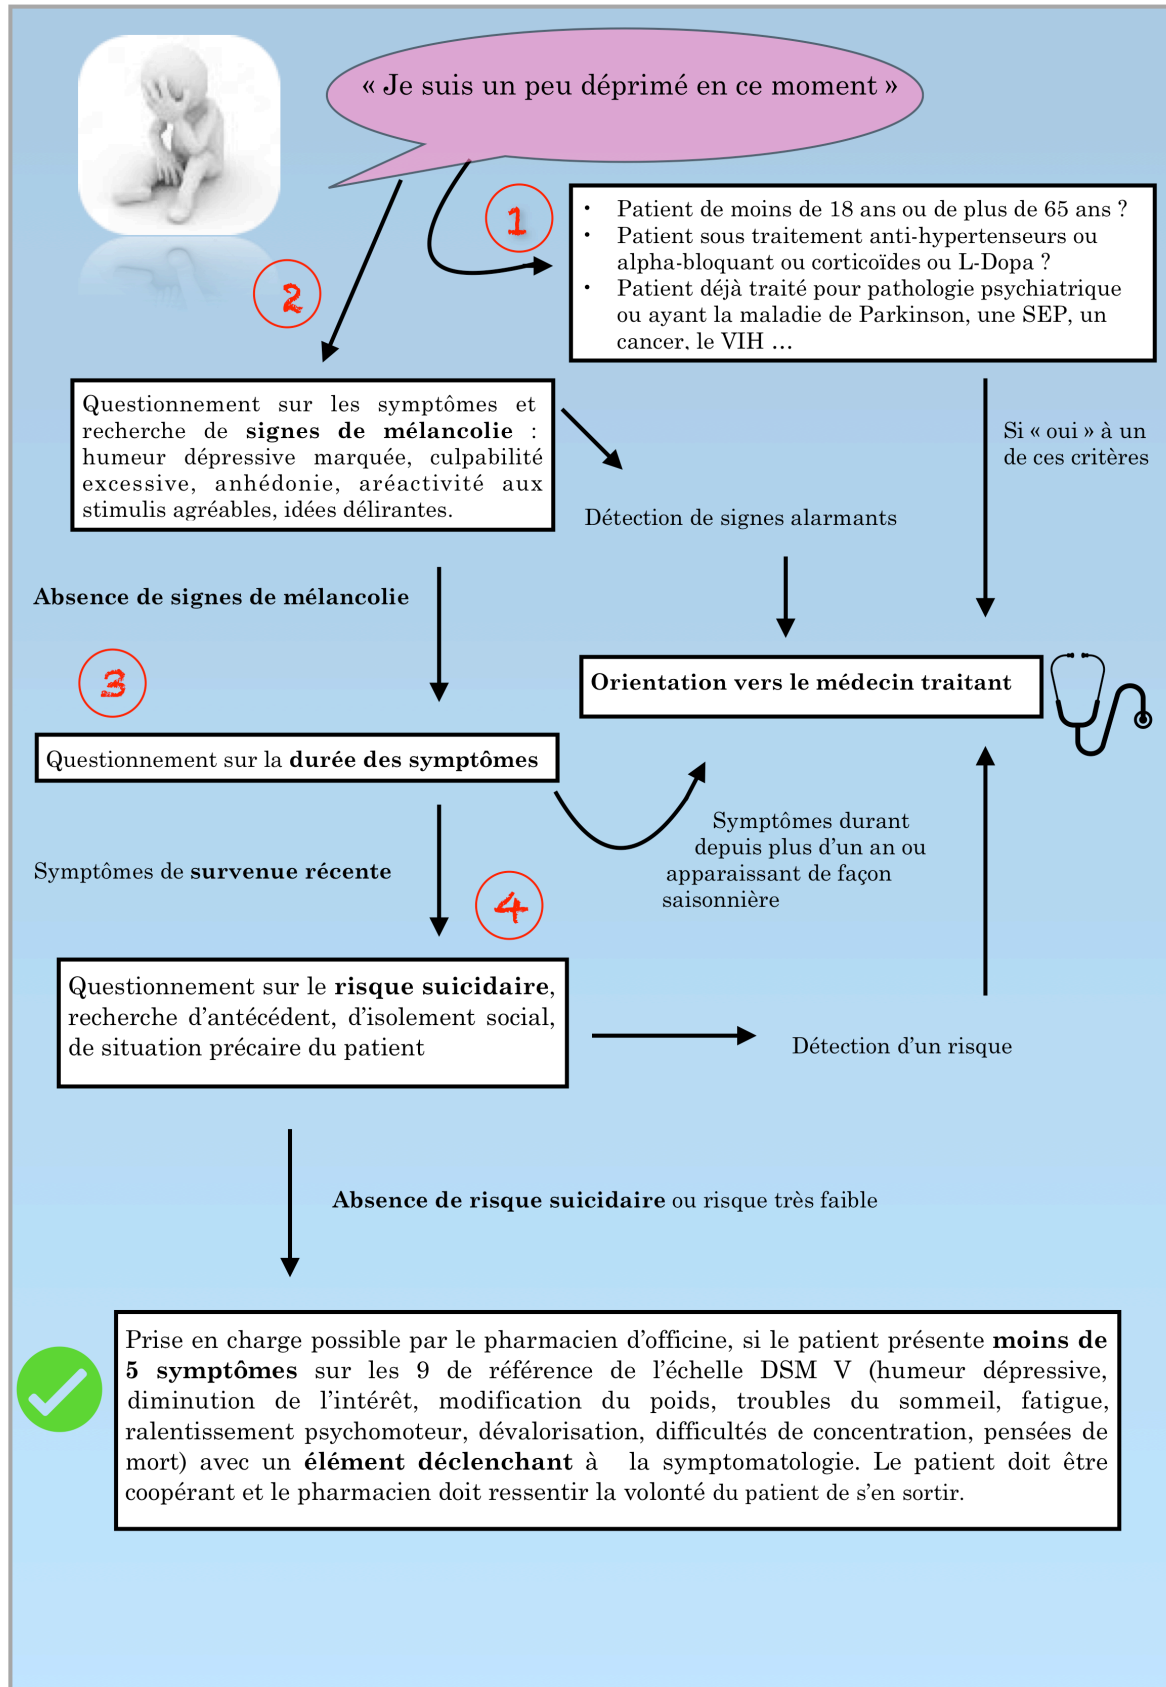 « Je suis un peu déprimé en ce moment »
1
• Patient de moins de 18 ans ou de plus de 65 ans ?
• Patient sous traitement anti-hypertenseurs ou
alpha-bloquant ou corticoïdes ou L-Dopa ?
• Patient déjà traité pour pathologie psychiatrique
ou ayant la maladie de Parkinson, une SEP, un
cancer, le VIH ...
2
Questionnement sur les symptômes et
recherche de signes de mélancolie :
humeur dépressive marquée, culpabilité
excessive, anhédonie, aréactivité aux
stimulis agréables, idées délirantes.
Si « oui » à un
de ces critères
Détection de signes alarmants
Absence de signes de mélancolie
Orientation vers le médecin traitant
3
Questionnement sur la durée des symptômes
Symptômes durant
depuis plus d'un an ou
apparaissant de façon
saisonnière
Symptômes de survenue récente
4
Questionnement sur le risque suicidaire,
recherche d'antécédent, d'isolement social,
de situation précaire du patient
Détection d'un risque
Absence de risque suicidaire ou risque très faible
Prise en charge possible par le pharmacien d'officine, si le patient présente moins de
5 symptômes sur les 9 de référence de l'échelle DSM V (humeur dépressive,
diminution de l'intérêt, modification du poids, troubles du sommeil, fatigue,
ralentissement psychomoteur, dévalorisation, difficultés de concentration, pensées de
mort) avec un élément déclenchant à la symptomatologie. Le patient doit être
coopérant et le pharmacien doit ressentir la volonté du patient de s'en sortir.